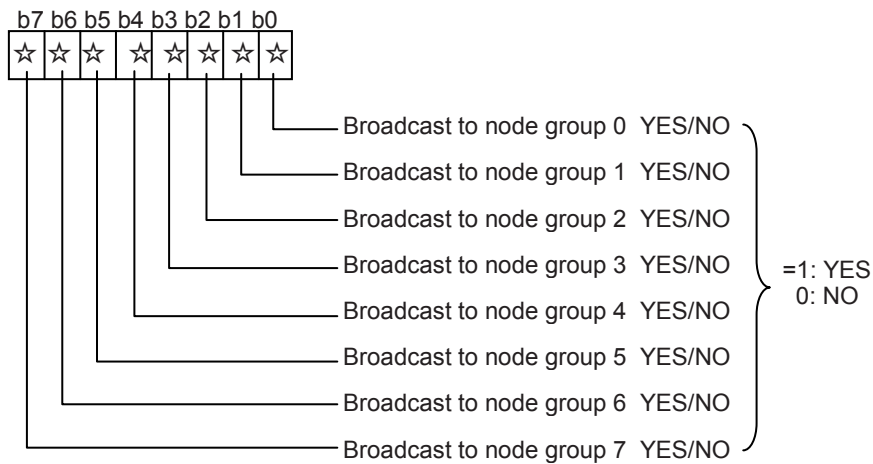 b7 b6 b5 b4 b3 b2 b1 b0
☆ ☆ ☆ ☆ ☆ ☆ ☆ ☆
Broadcast to node group 0 YES/NO
Broadcast to node group 1 YES/NO
Broadcast to node group 2 YES/NO
Broadcast to node group 3 YES/NO
Broadcast to node group 4 YES/NO
Broadcast to node group 5 YES/NO
Broadcast to node group 6 YES/NO
Broadcast to node group 7 YES/NO
=1: YES
0: NO